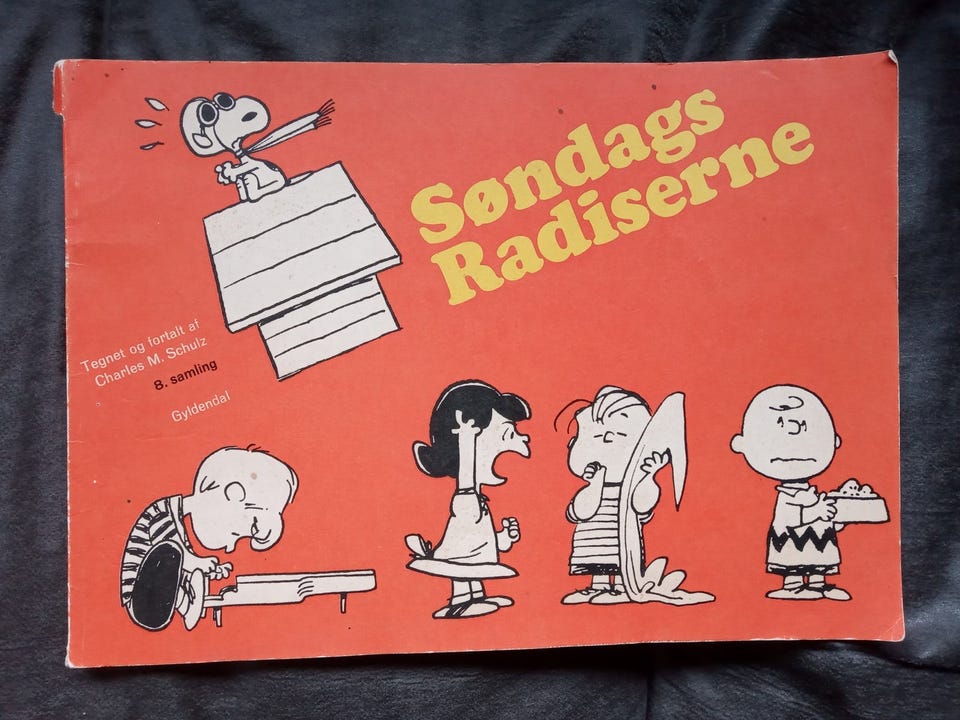 Søndags
Radiserne
Tegnet og fortalt af
Charles M. Schulz
8. samling
Gyldendal